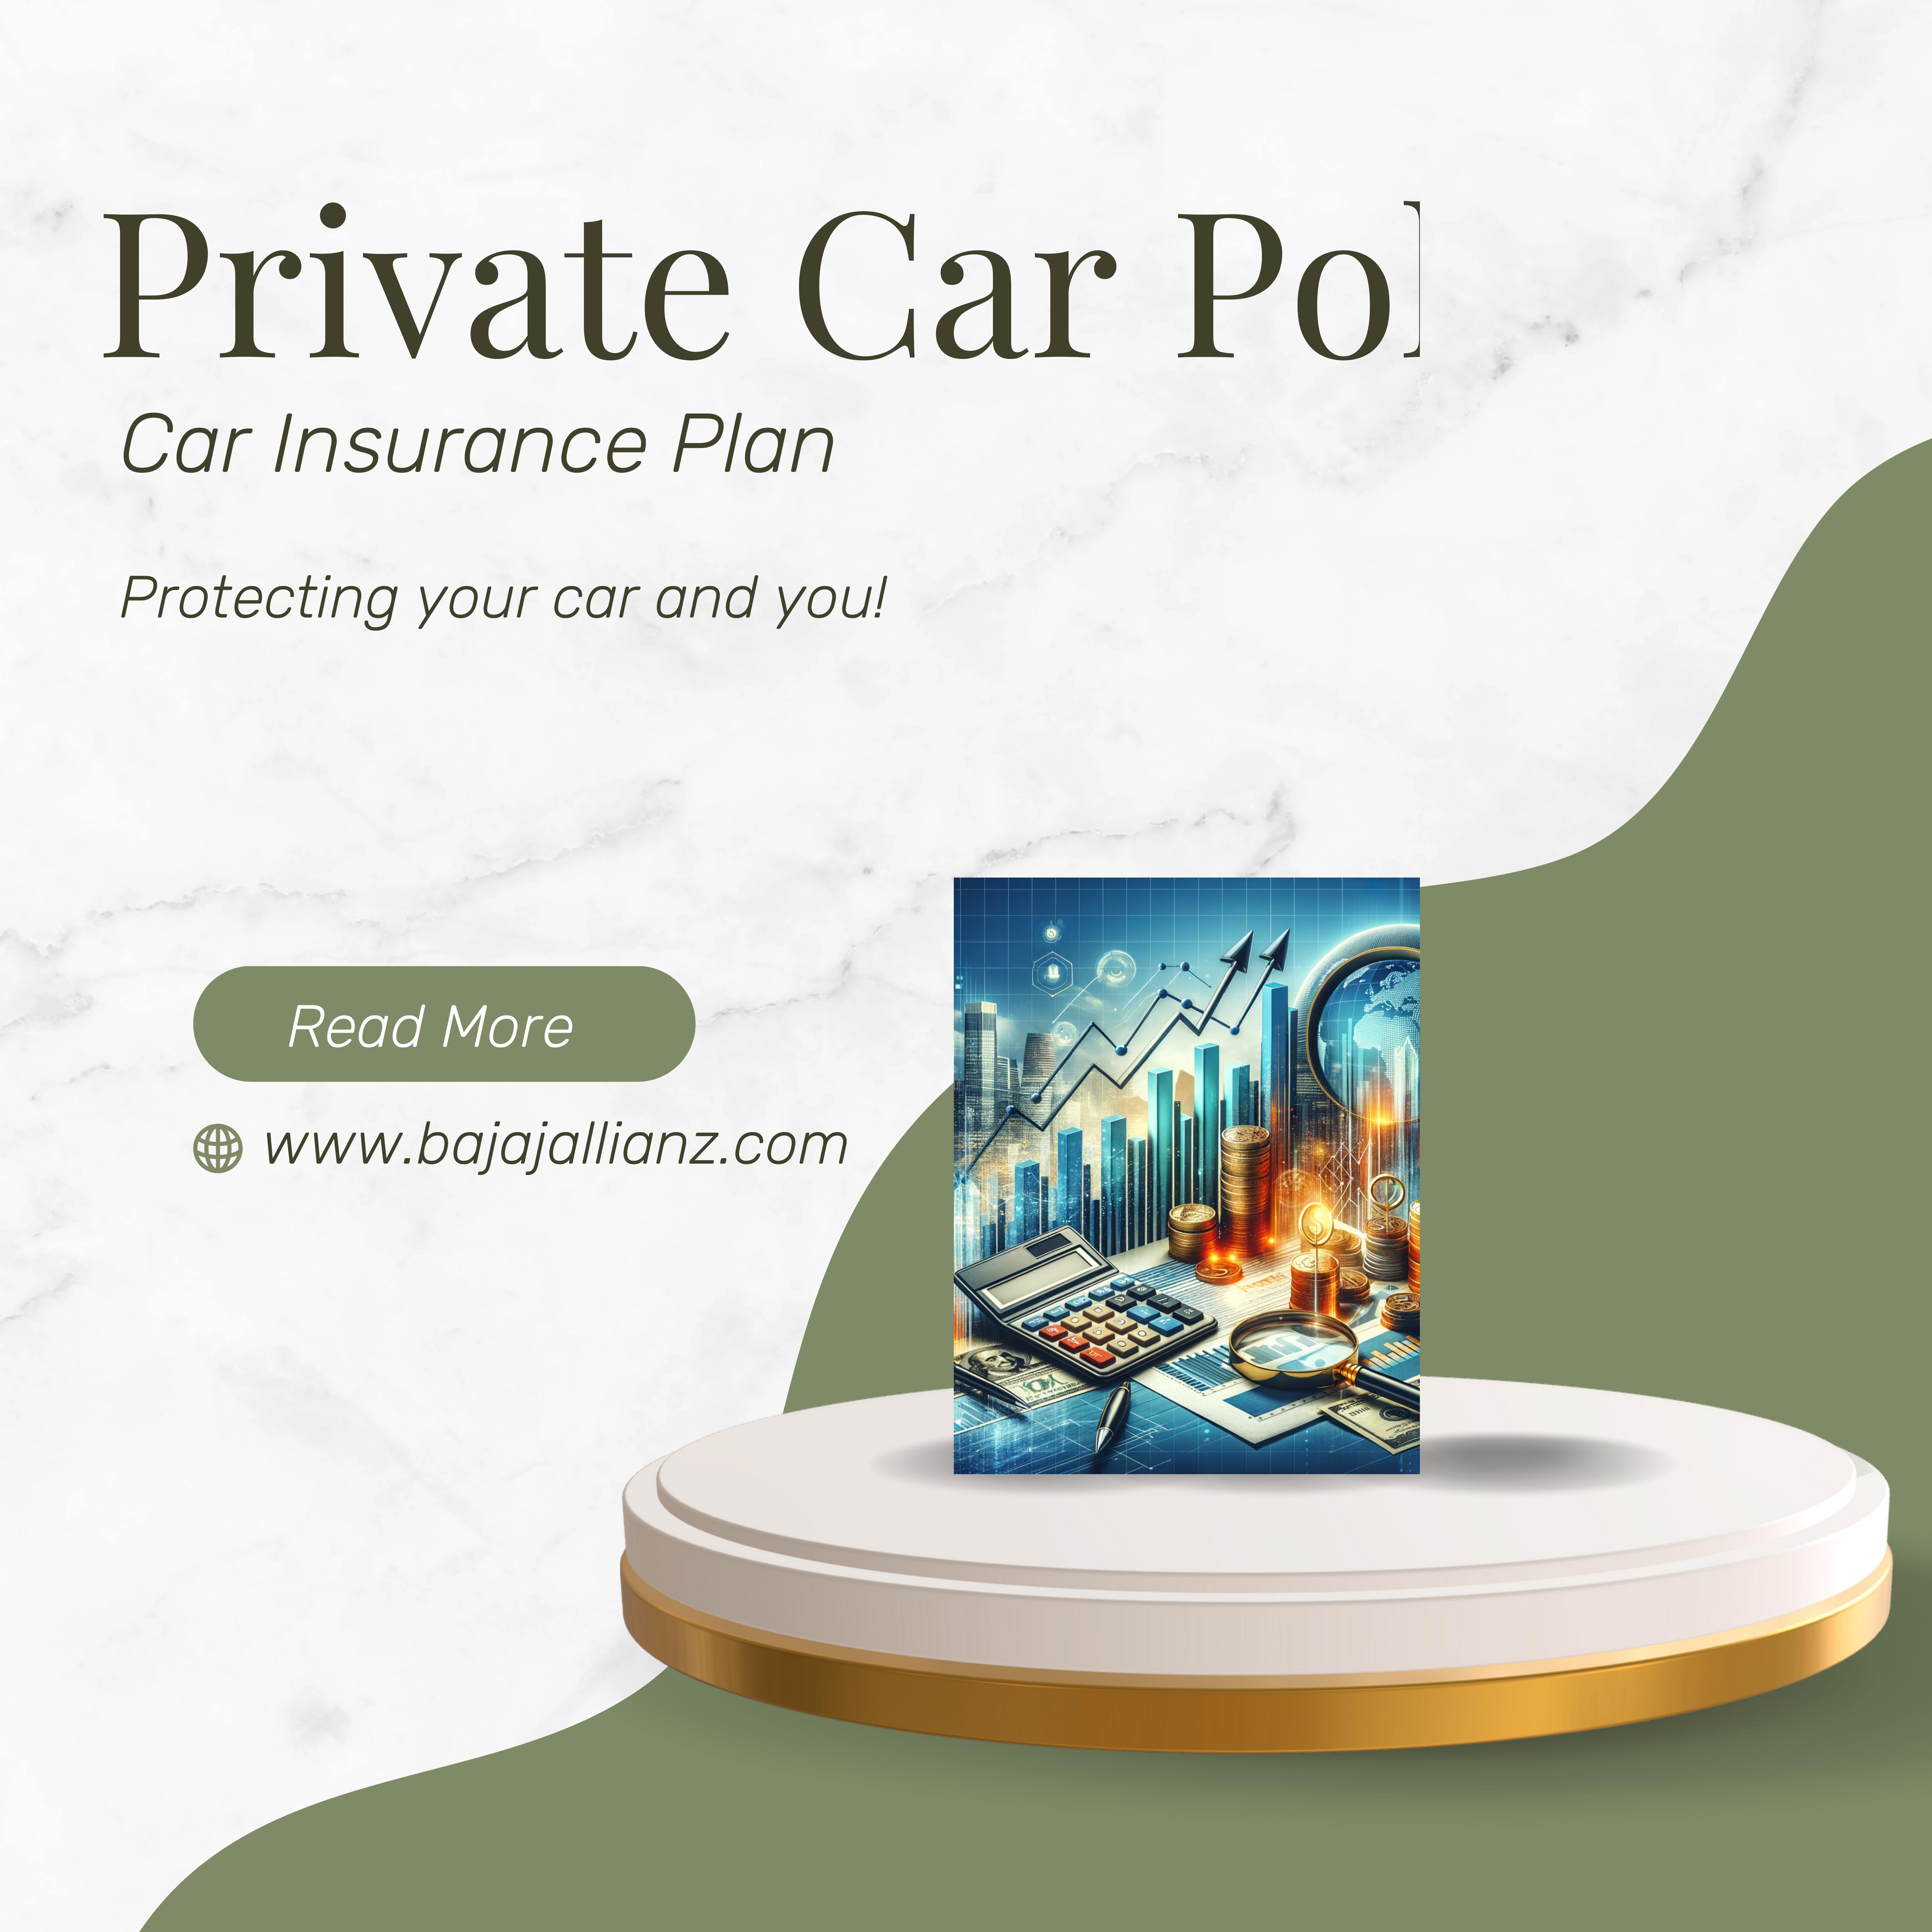 Private Car Pol
Car Insurance Plan
Protecting your car and you!
Read More
www.bajajallianz.com